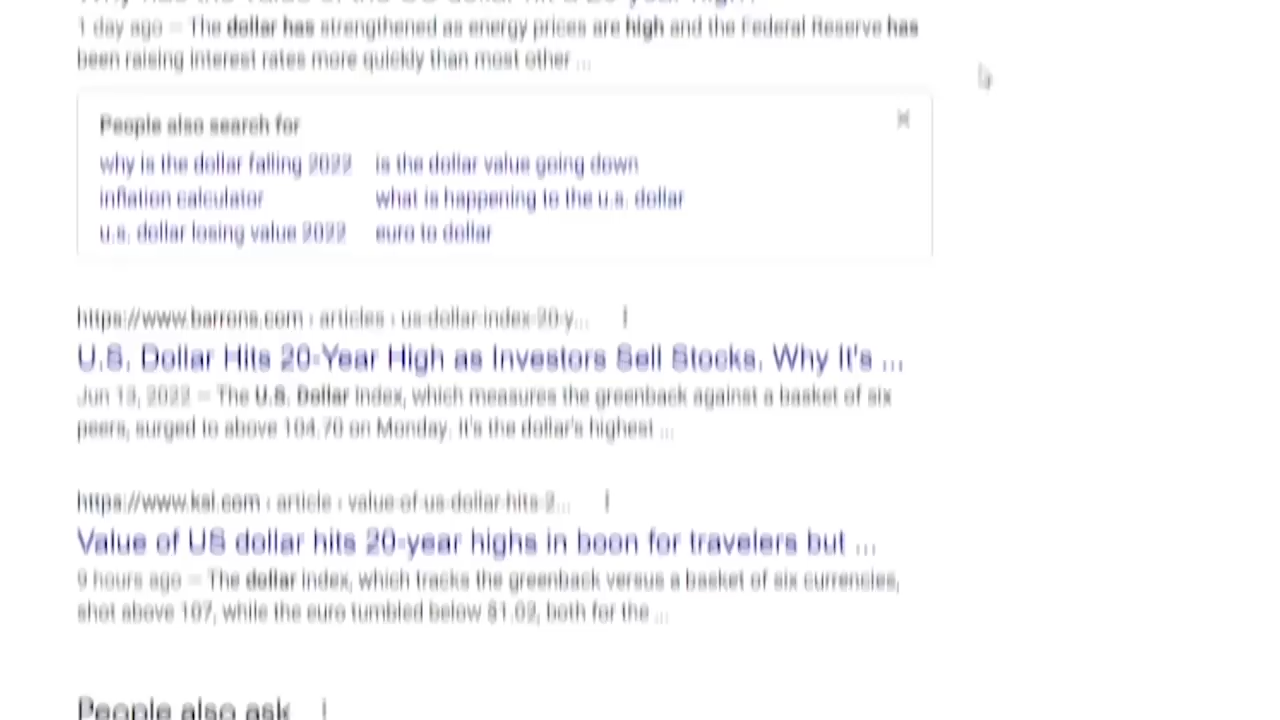 1 day ago — The dollar has strengthened as energy prices are high and the Federal Reserve has
been raising interest rates more quickly than most other ...
People also search for
why is the dollar falling 2022
is the dollar value going down
inflation calculator
what is happening to the u.s. dollar
u.s. dollar losing value 2022
euro to dollar
https://www.barrons.com › articles › us-dollar-index-20-y...
U.S. Dollar Hits 20-Year High as Investors Sell Stocks. Why It's ...
Jun 13, 2022 — The U.S. Dollar Index, which measures the greenback against a basket of six
peers, surged to above 104.70 on Monday. It's the dollar's highest ...
https://www.ksl.com › article › value-of-us-dollar-hits-2...
Value of US dollar hits 20-year highs in boon for travelers but ...
9 hours ago — The dollar index, which tracks the greenback versus a basket of six currencies,
shot above 107, while the euro tumbled below $1.02, both for the ...
People also ask